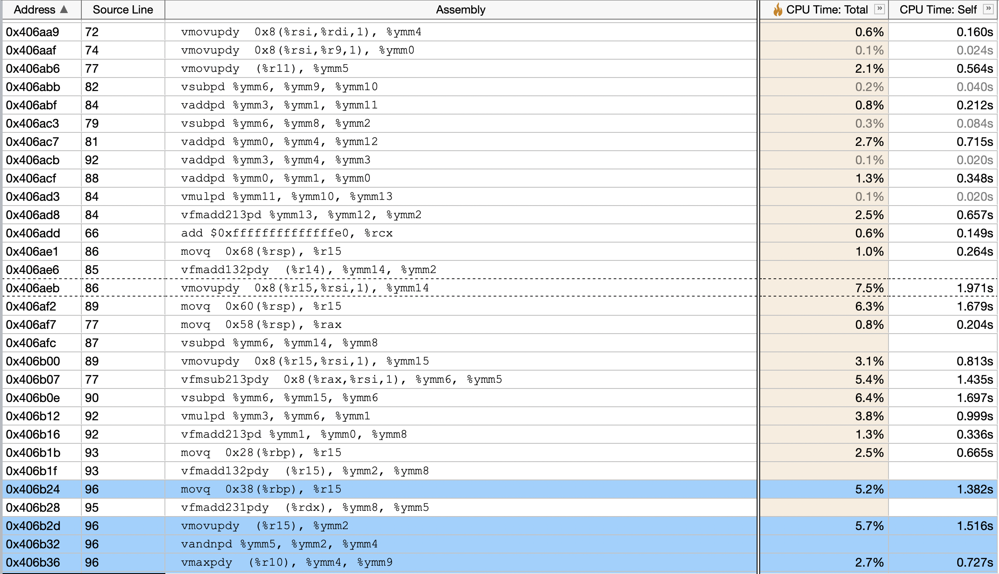 Address ▲ Source Line Assembly CPU Time: Total » CPU Time: Self »
0x406aa9 72 vmovupdy 0x8(%rsi,%rdi,1), %ymm4 0.6% 0.160s
0x406aaf 74 vmovupdy 0x8(%rsi,%r9,1), %ymm0 0.1% 0.024s
0x406ab6 77 vmovupdy (%r11), %ymm5 2.1% 0.564s
0x406abb 82 vsubpd %ymm6, %ymm9, %ymm10 0.2% 0.040s
0x406abf 84 vaddpd %ymm3, %ymm1, %ymm11 0.8% 0.212s
0x406ac3 79 vsubpd %ymm6, %ymm8, %ymm2 0.3% 0.084s
0x406ac7 81 vaddpd %ymm0, %ymm4, %ymm12 2.7% 0.715s
0x406acb 92 vaddpd %ymm3, %ymm4, %ymm3 0.1% 0.020s
0x406acf 88 vaddpd %ymm0, %ymm1, %ymm0 1.3% 0.348s
0x406ad3 84 vmulpd %ymm11, %ymm10, %ymm13 0.1% 0.020s
0x406ad8 84 vfmadd213pd %ymm13, %ymm12, %ymm2 2.5% 0.657s
0x406add 66 add $0xffffffffffffffe0, %rcx 0.6% 0.149s
0x406ae1 86 movq 0x68(%rsp), %r15 1.0% 0.264s
0x406ae6 85 vfmadd132pdy (%r14), %ymm14, %ymm2
0x406aeb 86 vmovupdy 0x8(%r15,%rsi,1), %ymm14 7.5% 1.971s
0x406af2 89 movq 0x60(%rsp), %r15 6.3% 1.679s
0x406af7 77 movq 0x58(%rsp), %rax 0.8% 0.204s
0x406afc 87 vsubpd %ymm6, %ymm14, %ymm8
0x406b00 89 vmovupdy 0x8(%r15,%rsi,1), %ymm15 3.1% 0.813s
0x406b07 77 vfmsub213pdy 0x8(%rax,%rsi,1), %ymm6, %ymm5 5.4% 1.435s
0x406b0e 90 vsubpd %ymm6, %ymm15, %ymm6 6.4% 1.697s
0x406b12 92 vmulpd %ymm3, %ymm6, %ymm1 3.8% 0.999s
0x406b16 92 vfmadd213pd %ymm1, %ymm0, %ymm8 1.3% 0.336s
0x406b1b 93 movq 0x28(%rbp), %r15 2.5% 0.665s
0x406b1f 93 vfmadd132pdy (%r15), %ymm2, %ymm8
0x406b24 96 movq 0x38(%rbp), %r15 5.2% 1.382s
0x406b28 95 vfmadd231pdy (%rdx), %ymm8, %ymm5
0x406b2d 96 vmovupdy (%r15), %ymm2 5.7% 1.516s
0x406b32 96 vandnpd %ymm5, %ymm2, %ymm4
0x406b36 96 vmaxpdy (%r10), %ymm4, %ymm9 2.7% 0.727s